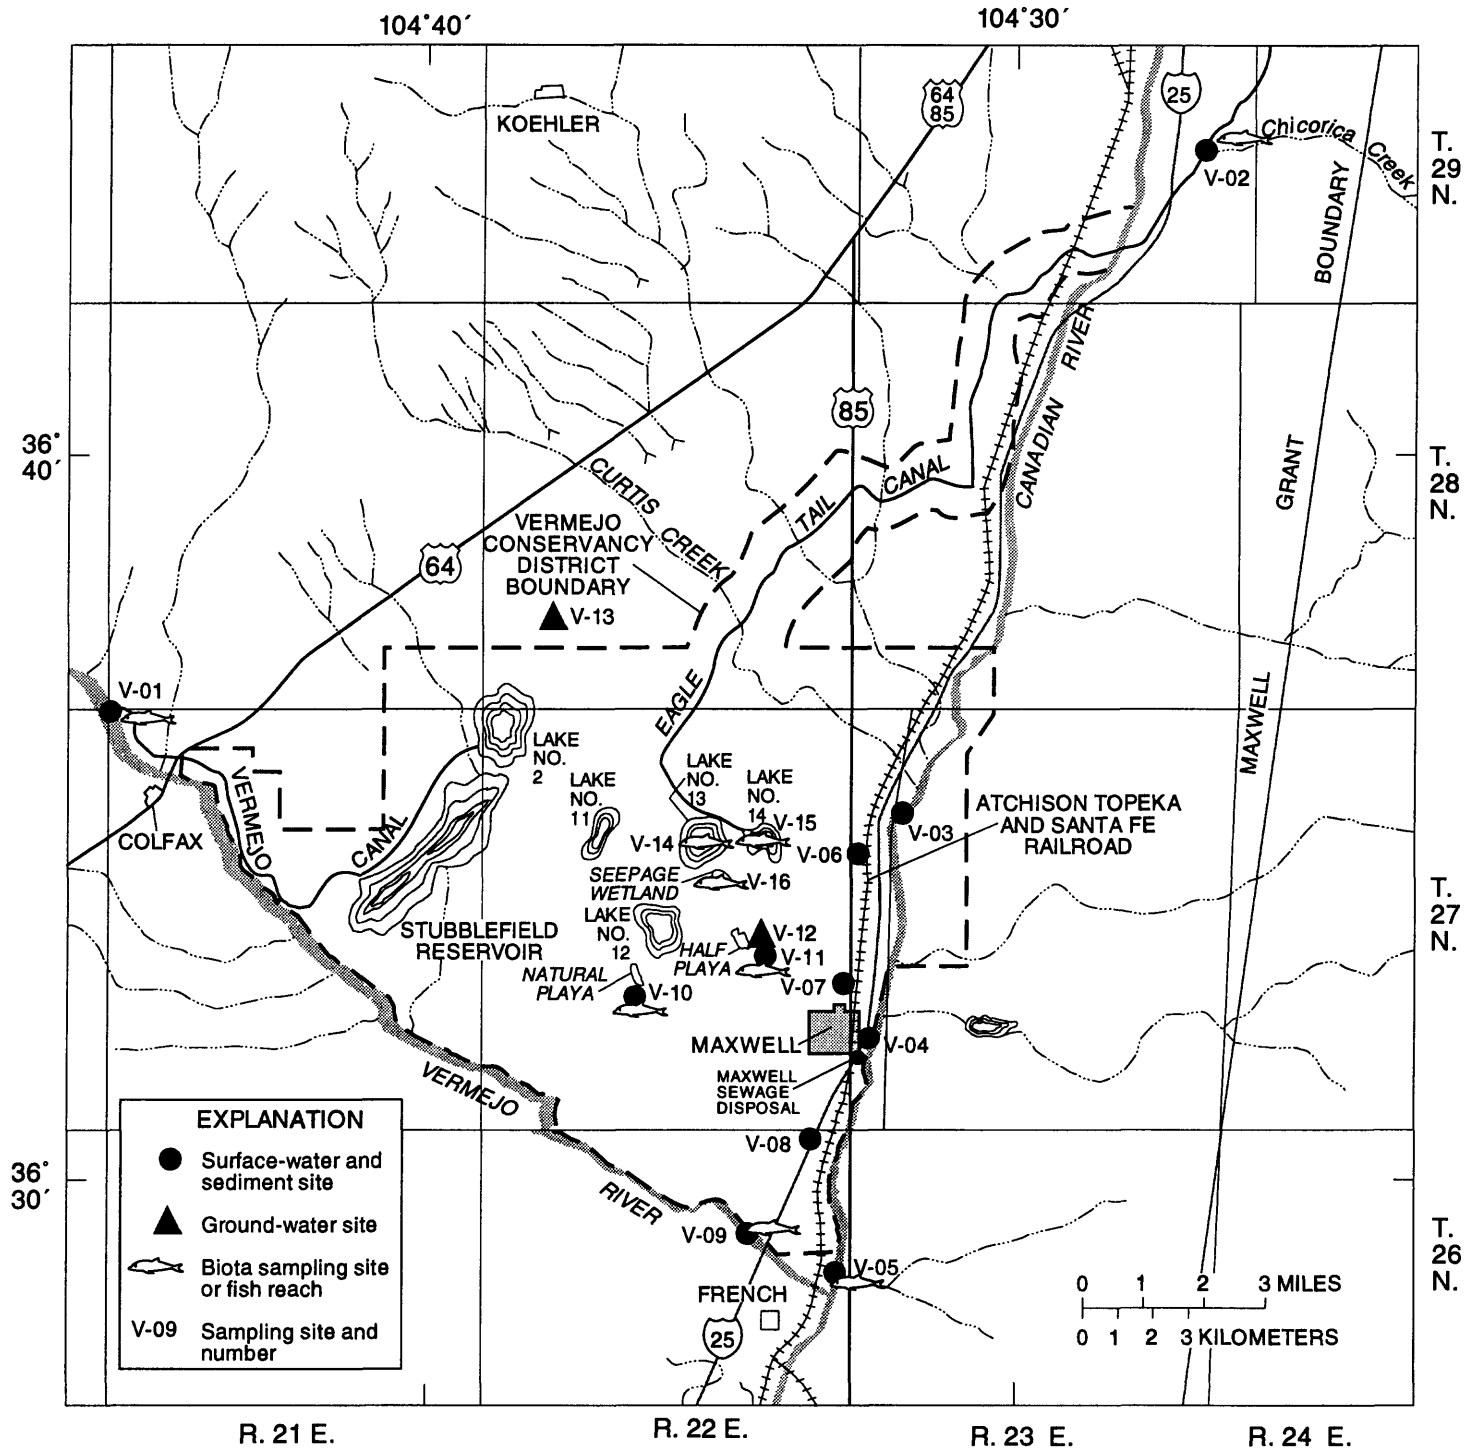 104°40′
104°30′
64
85
25
KOEHLER
Chicorica Creek
V-02
T.
29
N.
BOUNDARY
RIVER
85
36°
40′
CURTIS CREEK
TAIL
CANAL
CANADIAN
GRANT
T.
28
N.
VERMEJO
CONSERVANCY
DISTRICT
BOUNDARY
64
V-13
V-01
EAGLE
MAXWELL
LAKE
NO.
2
LAKE
NO.
11
LAKE
NO.
13
LAKE
NO.
14
V-15
VERMEJO
CANAL
COLFAX
V-14
V-06
V-03
ATCHISON TOPEKA
AND SANTA FE
RAILROAD
SEEPAGE
WETLAND
V-16
STUBBLEFIELD
RESERVOIR
LAKE
NO.
12
HALF
PLAYA
V-12
V-11
T.
27
N.
NATURAL
PLAYA
V-10
V-07
MAXWELL
V-04
MAXWELL
SEWAGE
DISPOSAL
VERMEJO
V-08
36°
30′
RIVER
V-09
V-05
FRENCH
25
T.
26
N.
EXPLANATION
Surface-water and
sediment site
Ground-water site
Biota sampling site
or fish reach
V-09 Sampling site and
number
0 1 2 3 MILES
0 1 2 3 KILOMETERS
R. 21 E.
R. 22 E.
R. 23 E.
R. 24 E.